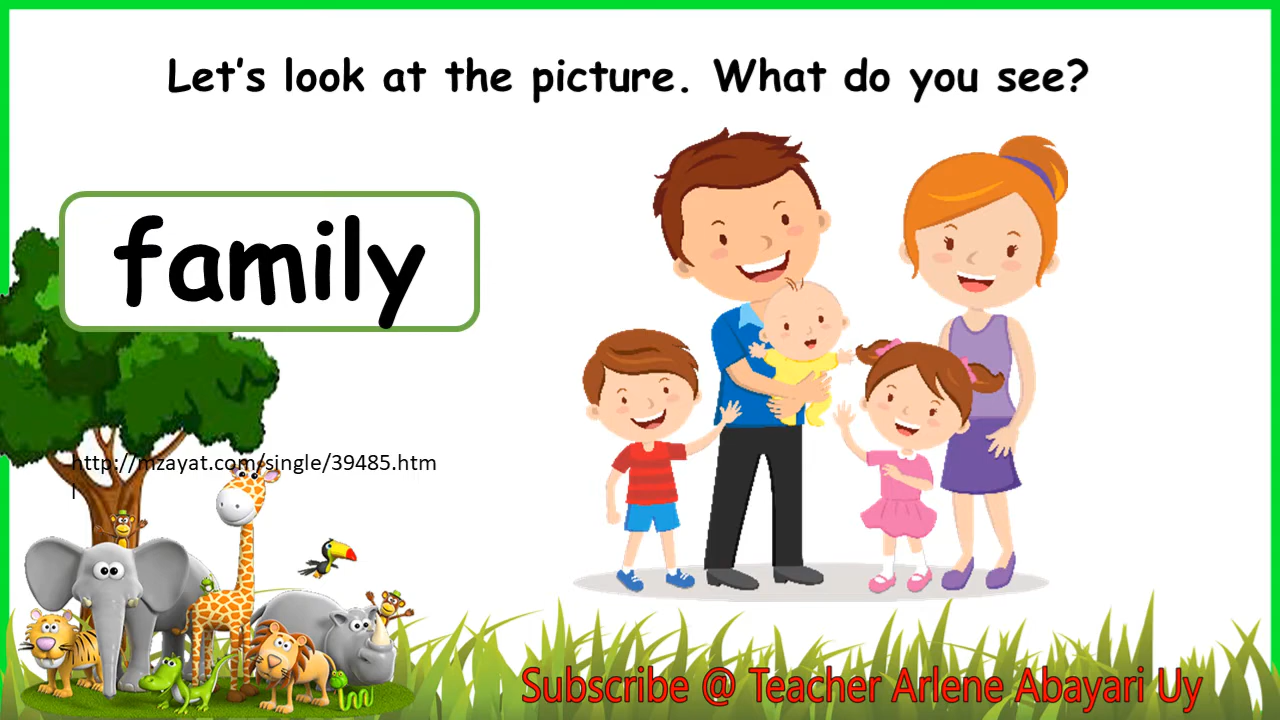 Let's look at the picture. What do you see?
family
http://mzayat.com/single/39485.htm
l
Subscribe @ Teacher Arlene Abayari Uy